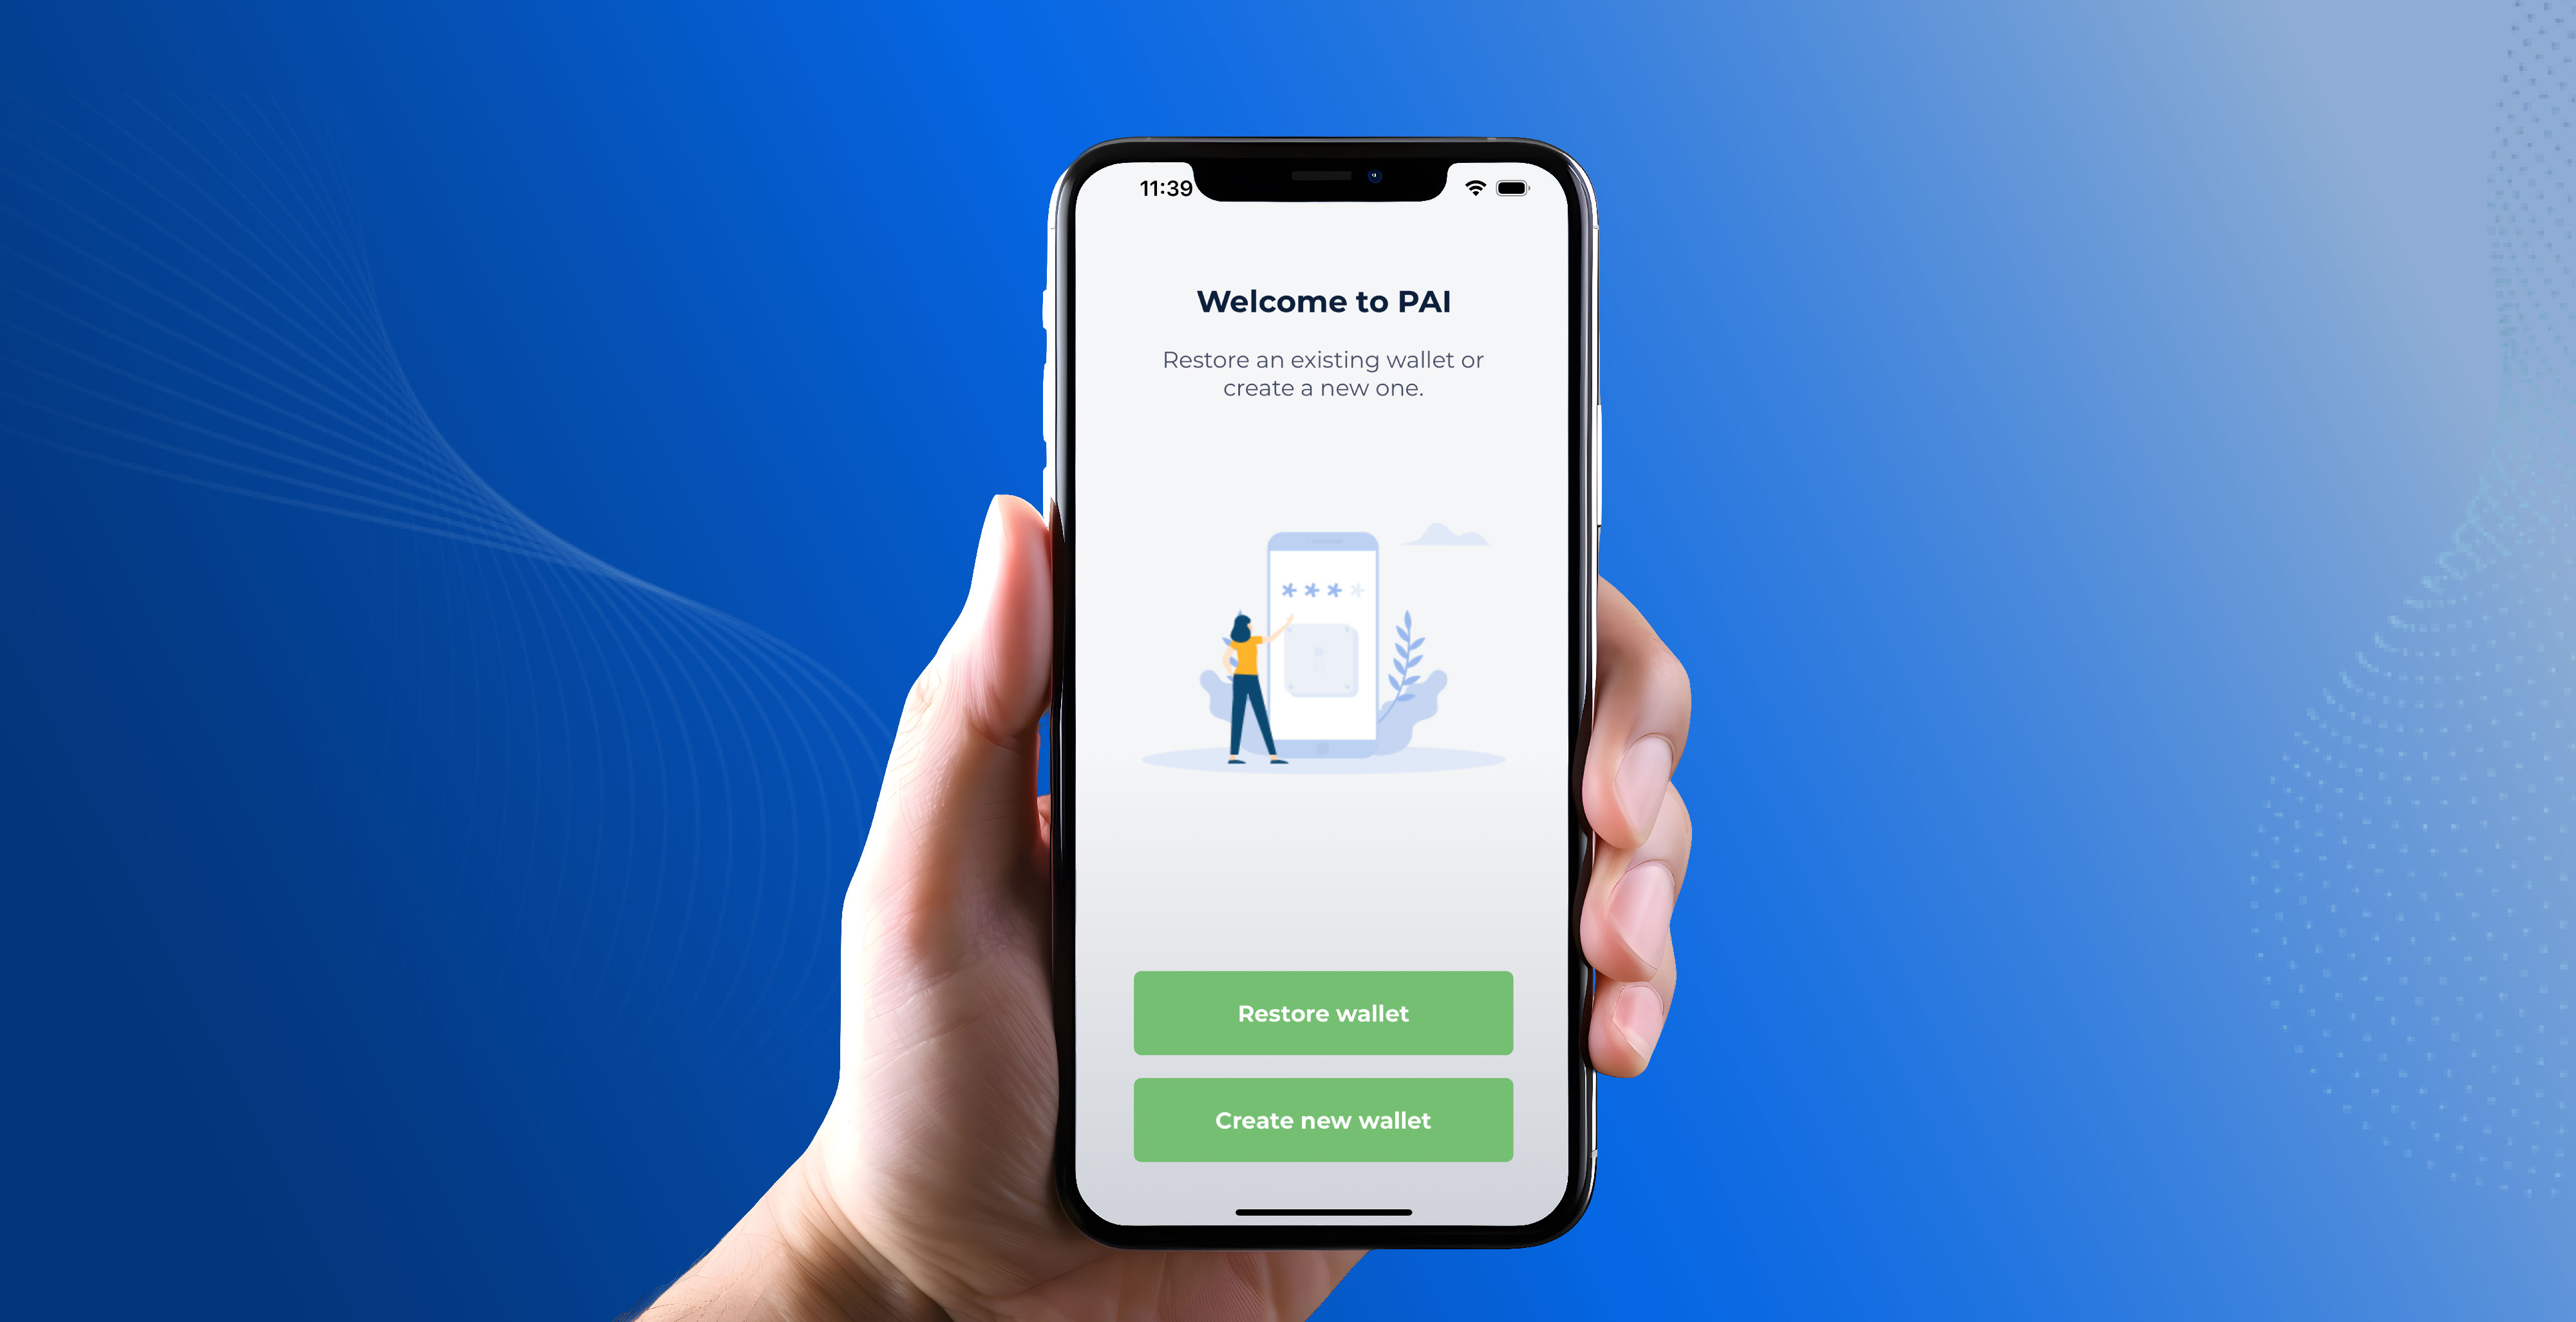 11:39
Welcome to PAI
Restore an existing wallet or
create a new one.
* * * *
Restore wallet
Create new wallet